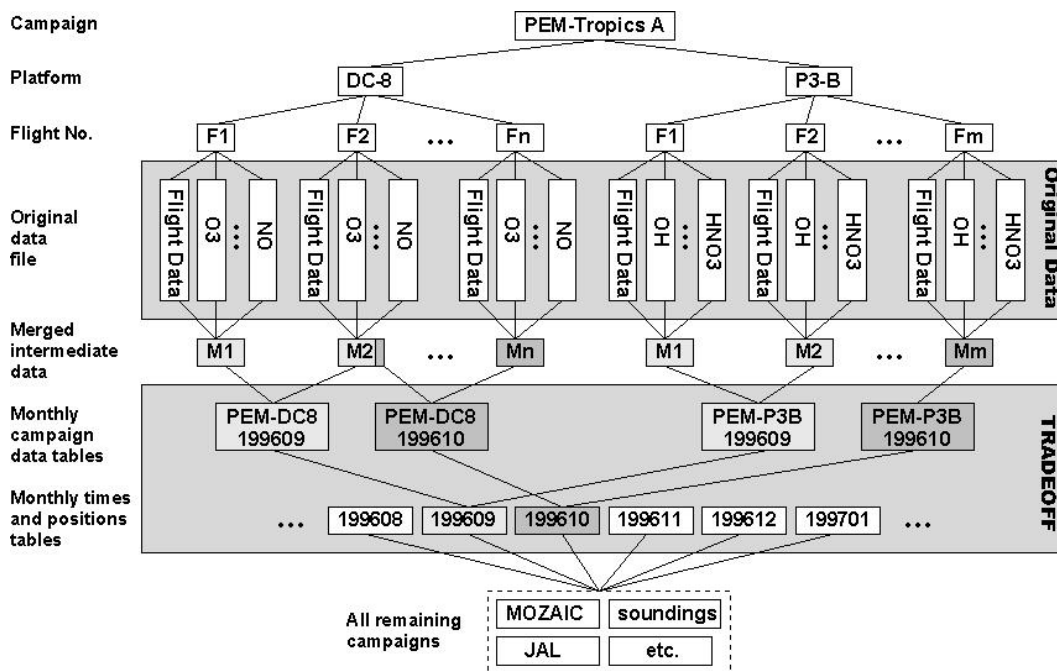 Campaign
PEM-Tropics A
Platform
DC-8
P3-B
Flight No.
F1
F2
...
Fn
F1
F2
...
Fm
Original
data
file
Flight Data
O3
...
NO
Flight Data
O3
...
NO
Flight Data
O3
...
NO
Flight Data
OH
...
HNO3
Flight Data
OH
...
HNO3
Flight Data
OH
...
HNO3
Original Data
Merged
intermediate
data
M1
M2
...
Mn
M1
M2
...
Mm
Monthly
campaign
data tables
PEM-DC8
199609
PEM-DC8
199610
PEM-P3B
199609
PEM-P3B
199610
TRADEOFF
Monthly times
and positions
tables
...
199608
199609
199610
199611
199612
199701
...
All remaining
campaigns
MOZAIC
soundings
JAL
etc.